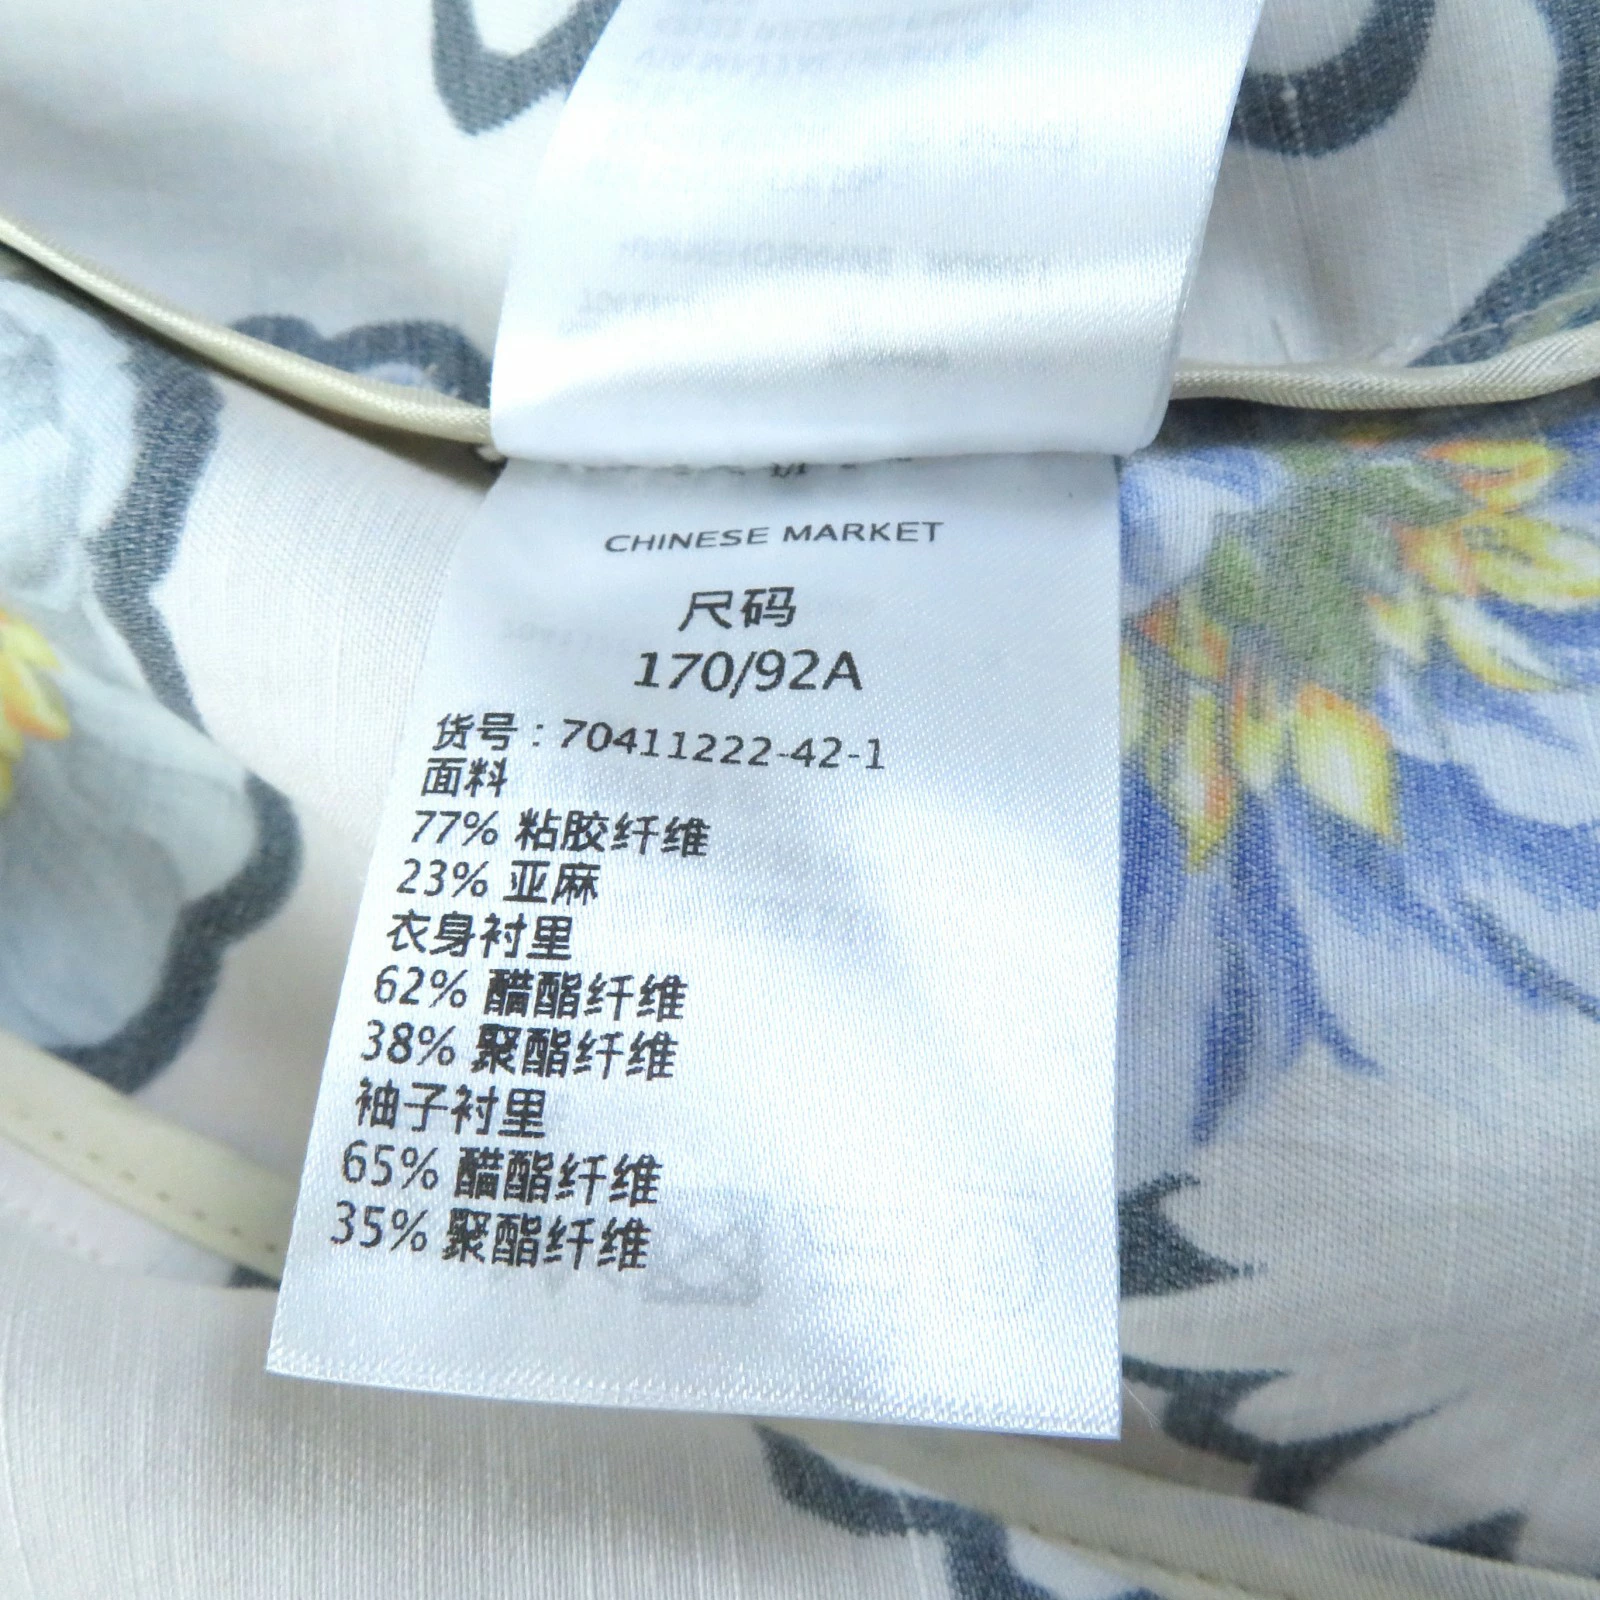 CHINESE MARKET
尺码
170/92A
货号：70411222-42-1
面料
77% 粘胶纤维
23% 亚麻
衣身衬里
62% 醋酯纤维
38% 聚酯纤维
袖子衬里
65% 醋酯纤维
35% 聚酯纤维